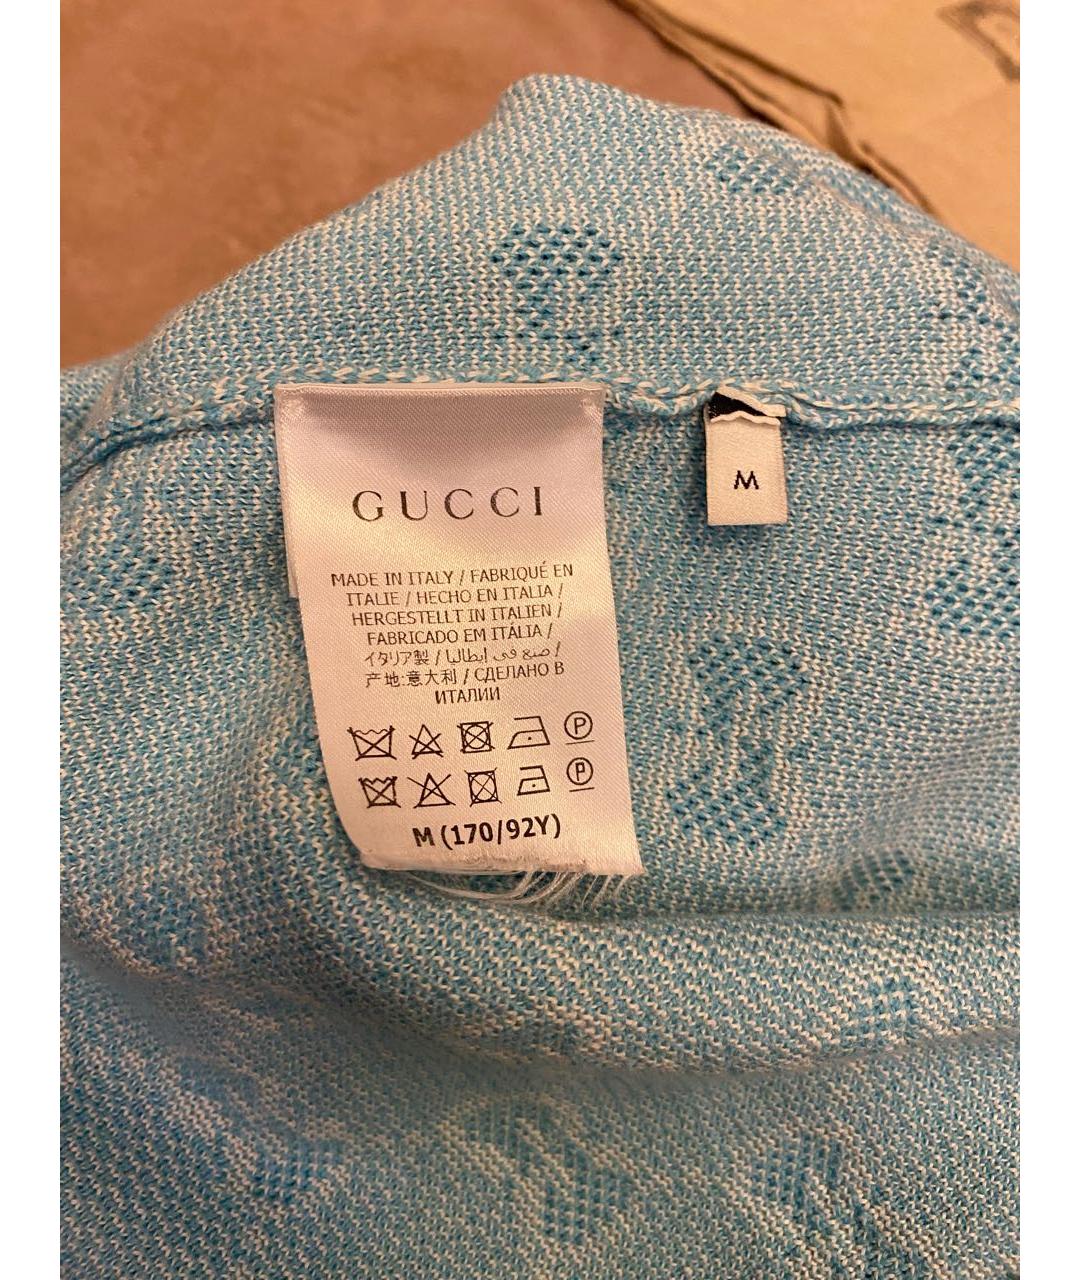 GUCCI
M
MADE IN ITALY / FABRIQUÉ EN
ITALIE / HECHO EN ITALIA /
HERGESTELLT IN ITALIEN /
FABRICADO EM ITÁLIA /
イタリア製 / صنع في إيطاليا /
产地:意大利 / СДЕЛАНО В
ИТАЛИИ
P
P
M (170/92Y)